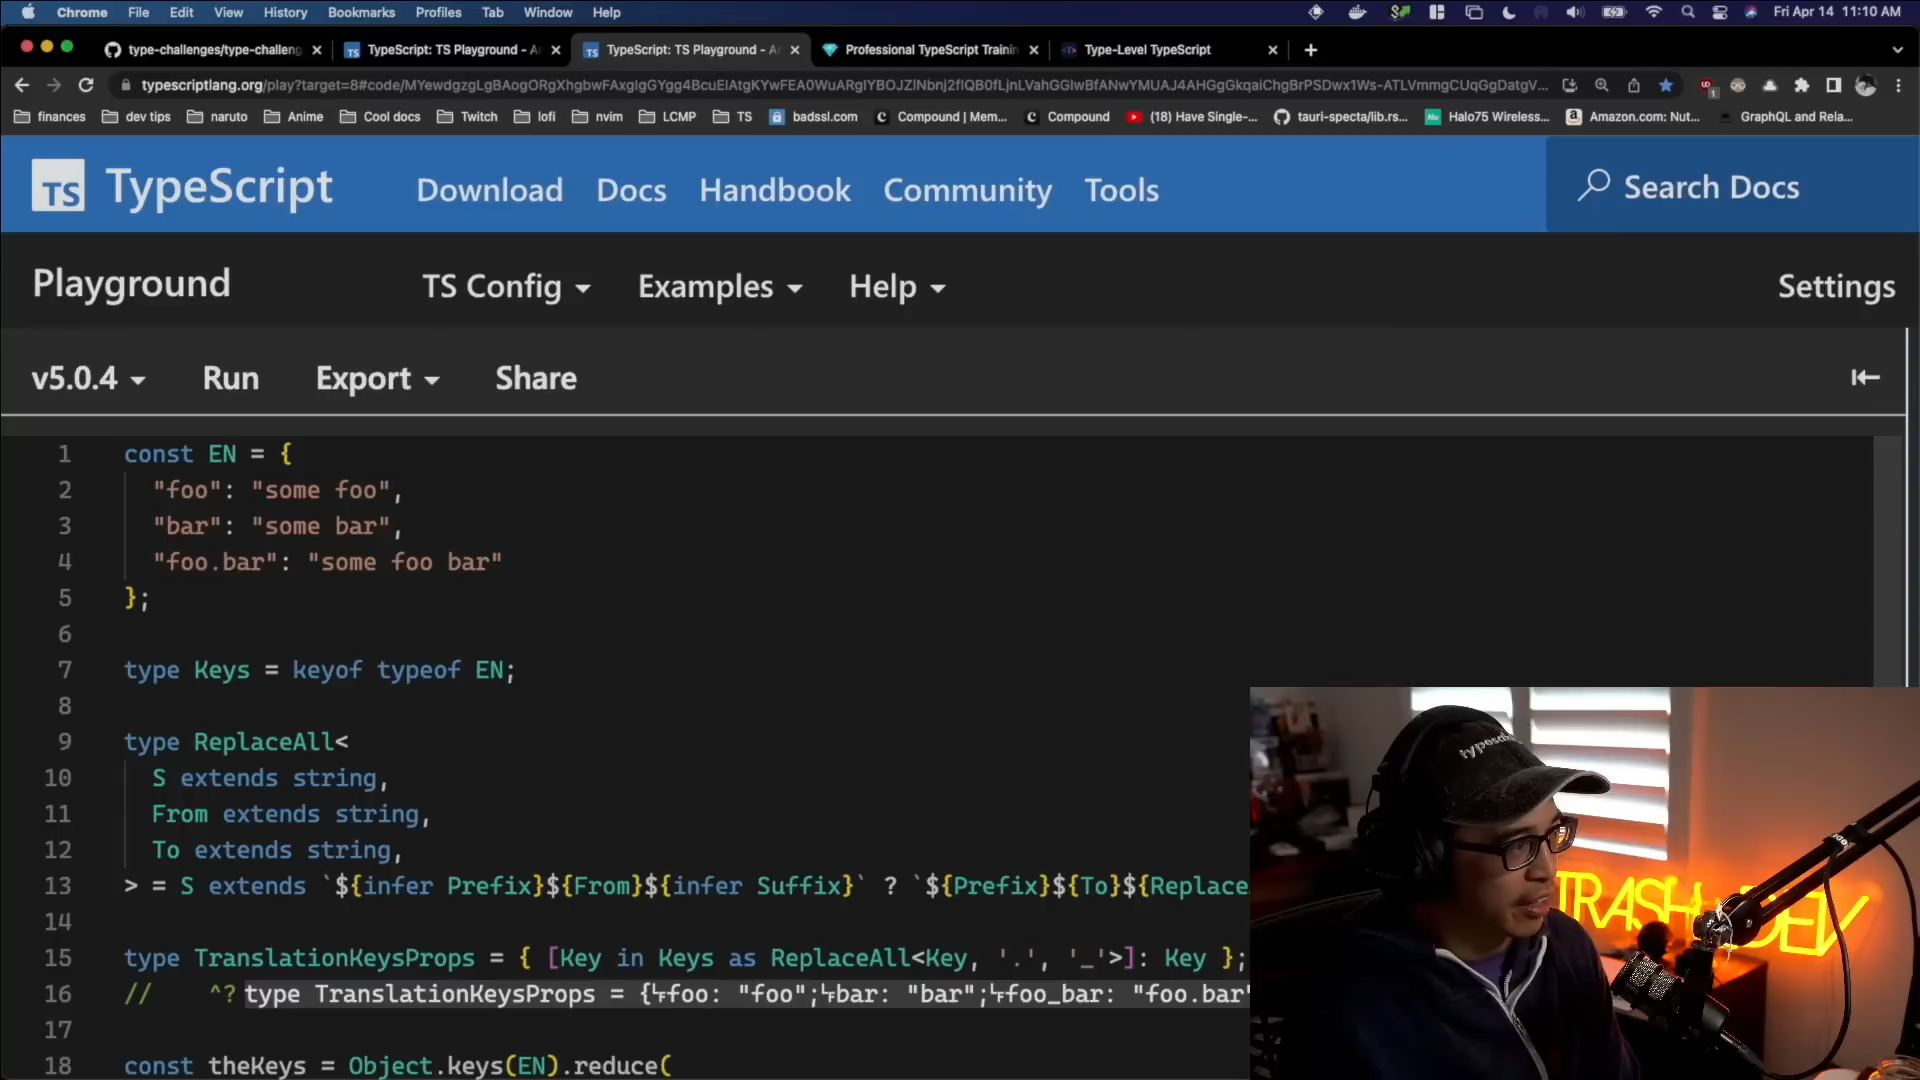 Chrome File Edit View History Bookmarks Profiles Tab Window Help Fri Apr 14 11:10 AM
type-challenges/type-challeng TypeScript: TS Playground - A TypeScript: TS Playground - A Professional TypeScript Trainin Type-Level TypeScript
finances dev tips naruto Anime Cool docs Twitch lofi nvim LCMP TS badssl.com Compound | Mem... Compound (18) Have Single-... tauri-specta/lib.rs... Halo75 Wireless... Amazon.com: Nut... GraphQL and Rela...
TS TypeScript Download Docs Handbook Community Tools Search Docs
Playground TS Config Examples Help Settings
v5.0.4 Run Export Share
1 const EN = {
2 "foo": "some foo",
3 "bar": "some bar",
4 "foo.bar": "some foo bar"
5 };
6
7 type Keys = keyof typeof EN;
8
9 type ReplaceAll<
10 S extends string,
11 From extends string,
12 To extends string,
13 > = S extends `${infer Prefix}${From}${infer Suffix}` ? `${Prefix}${To}${Replace
14
15 type TranslationKeysProps = { [Key in Keys as ReplaceAll<Key, '.', '_'>]: Key };
16 // ^? type TranslationKeysProps = {↳foo: "foo";↳bar: "bar";↳foo_bar: "foo.bar"
17
18 const theKeys = Object.keys(EN).reduce(
TRASH DEV